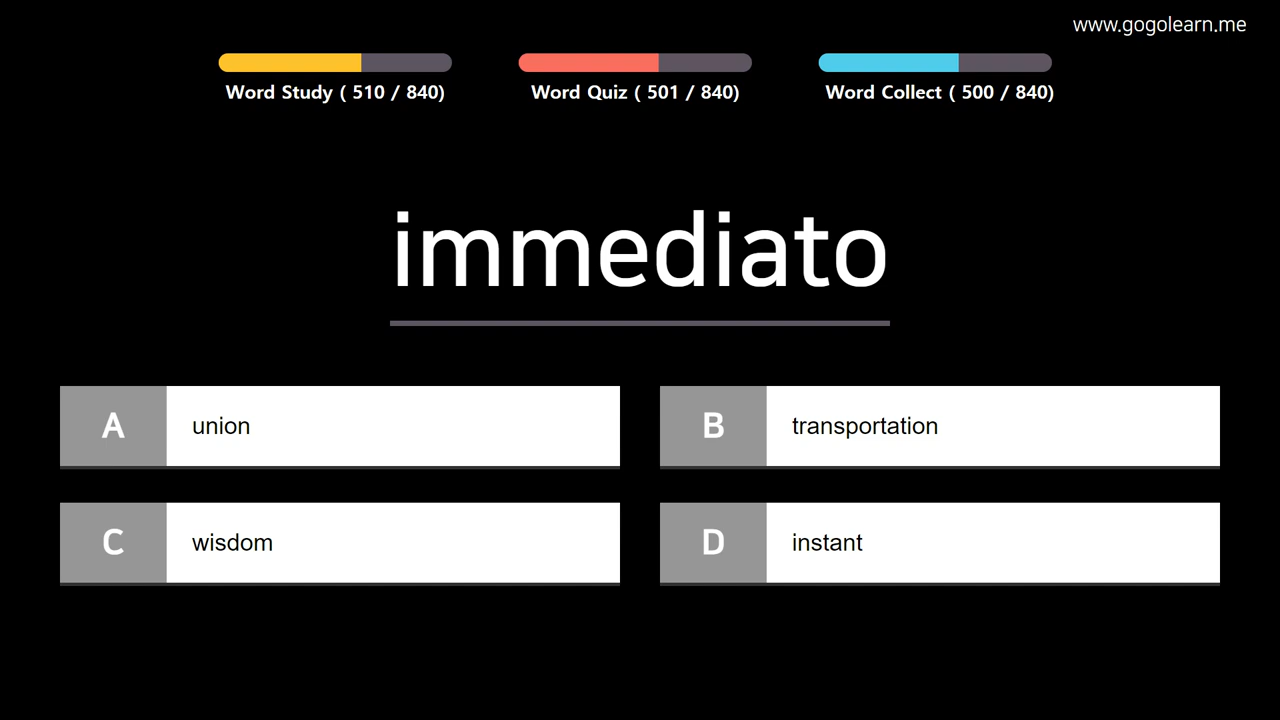 www.gogolearn.me
Word Study ( 510 / 840)
Word Quiz ( 501 / 840)
Word Collect ( 500 / 840)
immediato
A union
B transportation
C wisdom
D instant